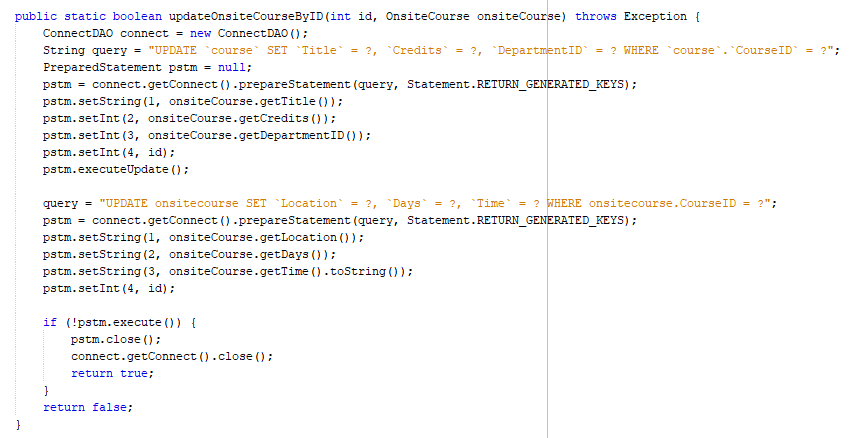 public static boolean updateOnsiteCourseByID(int id, OnsiteCourse onsiteCourse) throws Exception {
    ConnectDAO connect = new ConnectDAO();
    String query = "UPDATE `course` SET `Title` = ?, `Credits` = ?, `DepartmentID` = ? WHERE `course`.`CourseID` = ?";
    PreparedStatement pstm = null;
    pstm = connect.getConnect().prepareStatement(query, Statement.RETURN_GENERATED_KEYS);
    pstm.setString(1, onsiteCourse.getTitle());
    pstm.setInt(2, onsiteCourse.getCredits());
    pstm.setInt(3, onsiteCourse.getDepartmentID());
    pstm.setInt(4, id);
    pstm.executeUpdate();

    query = "UPDATE onsitecourse SET `Location` = ?, `Days` = ?, `Time` = ? WHERE onsitecourse.CourseID = ?";
    pstm = connect.getConnect().prepareStatement(query, Statement.RETURN_GENERATED_KEYS);
    pstm.setString(1, onsiteCourse.getLocation());
    pstm.setString(2, onsiteCourse.getDays());
    pstm.setString(3, onsiteCourse.getTime().toString());
    pstm.setInt(4, id);

    if (!pstm.execute()) {
        pstm.close();
        connect.getConnect().close();
        return true;
    }
    return false;
}